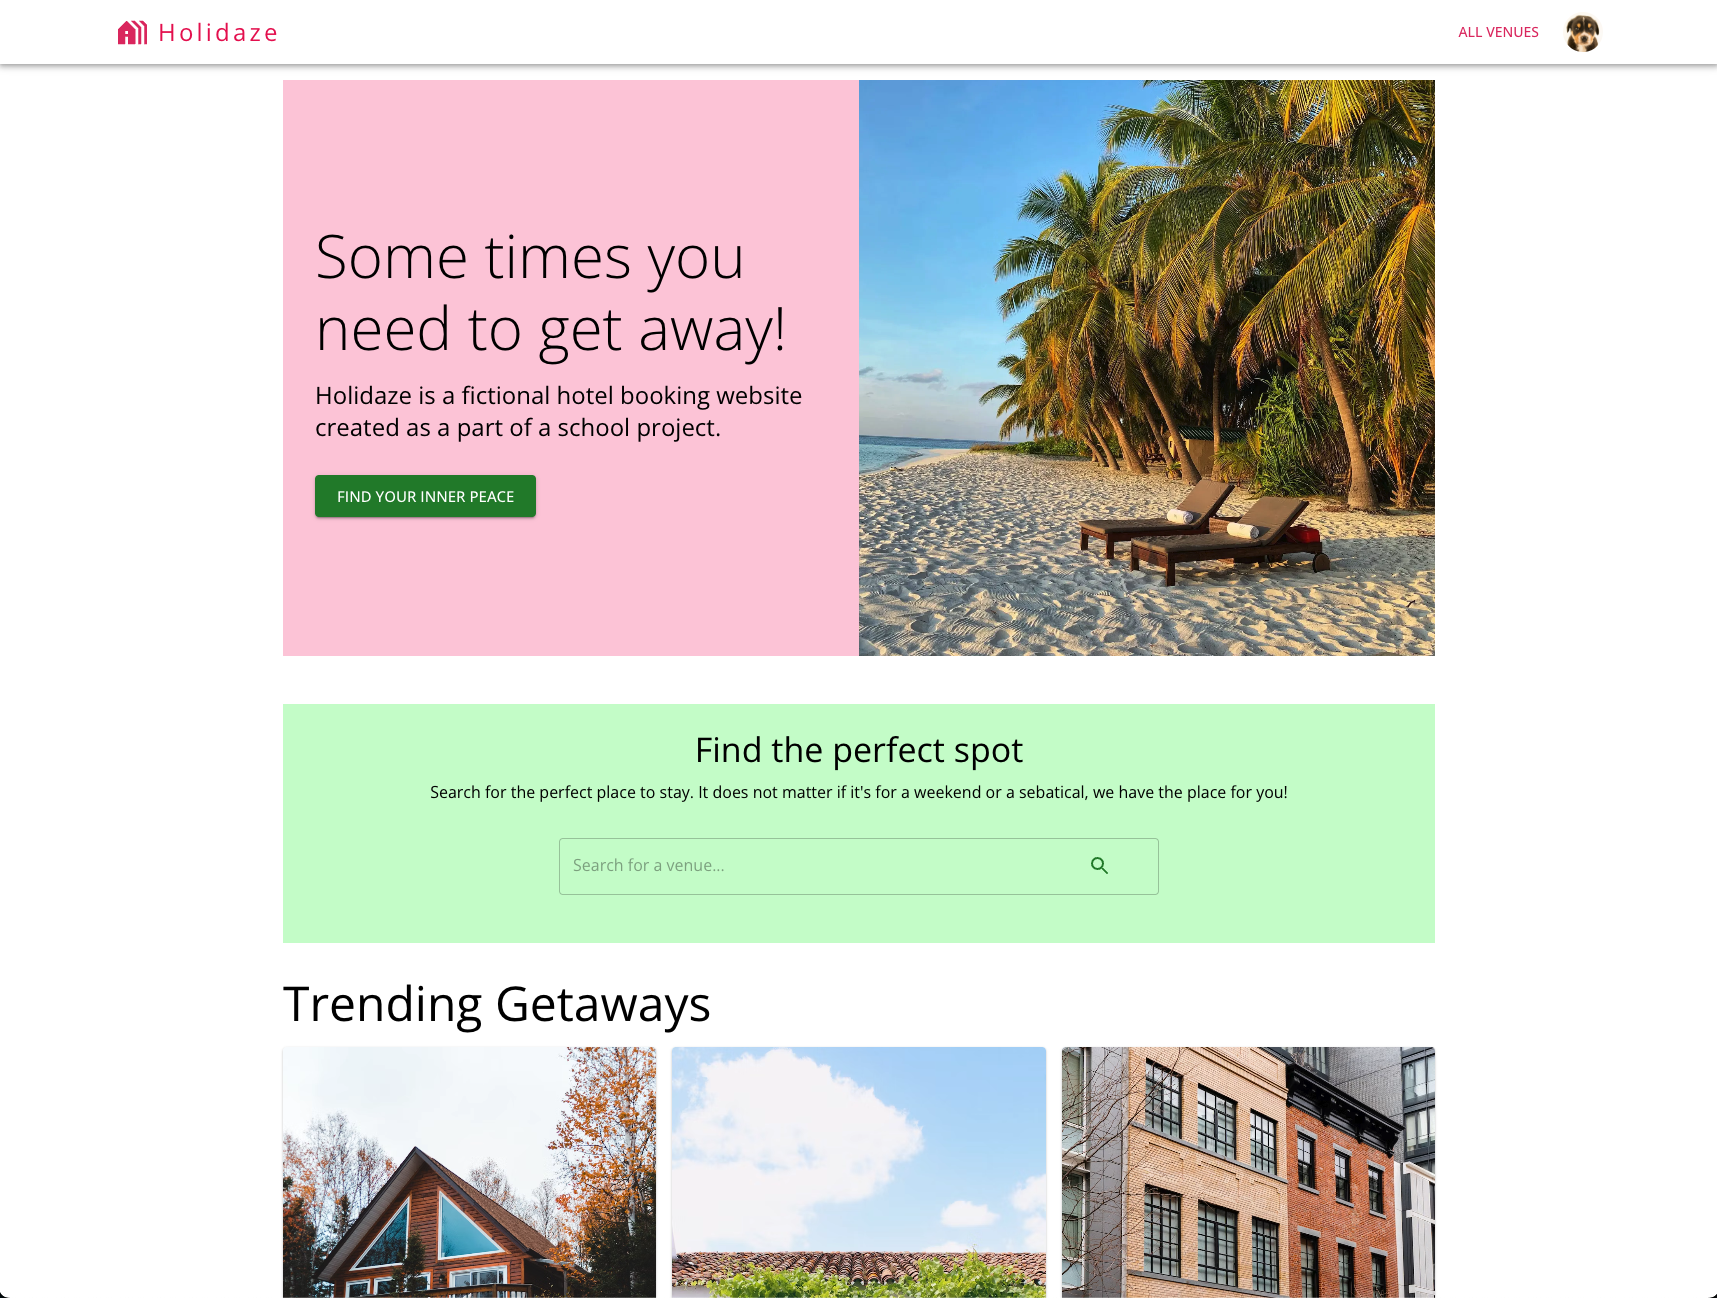 Holidaze
ALL VENUES
Some times you
need to get away!
Holidaze is a fictional hotel booking website
created as a part of a school project.
FIND YOUR INNER PEACE
Find the perfect spot
Search for the perfect place to stay. It does not matter if it's for a weekend or a sebatical, we have the place for you!
Search for a venue...
Trending Getaways